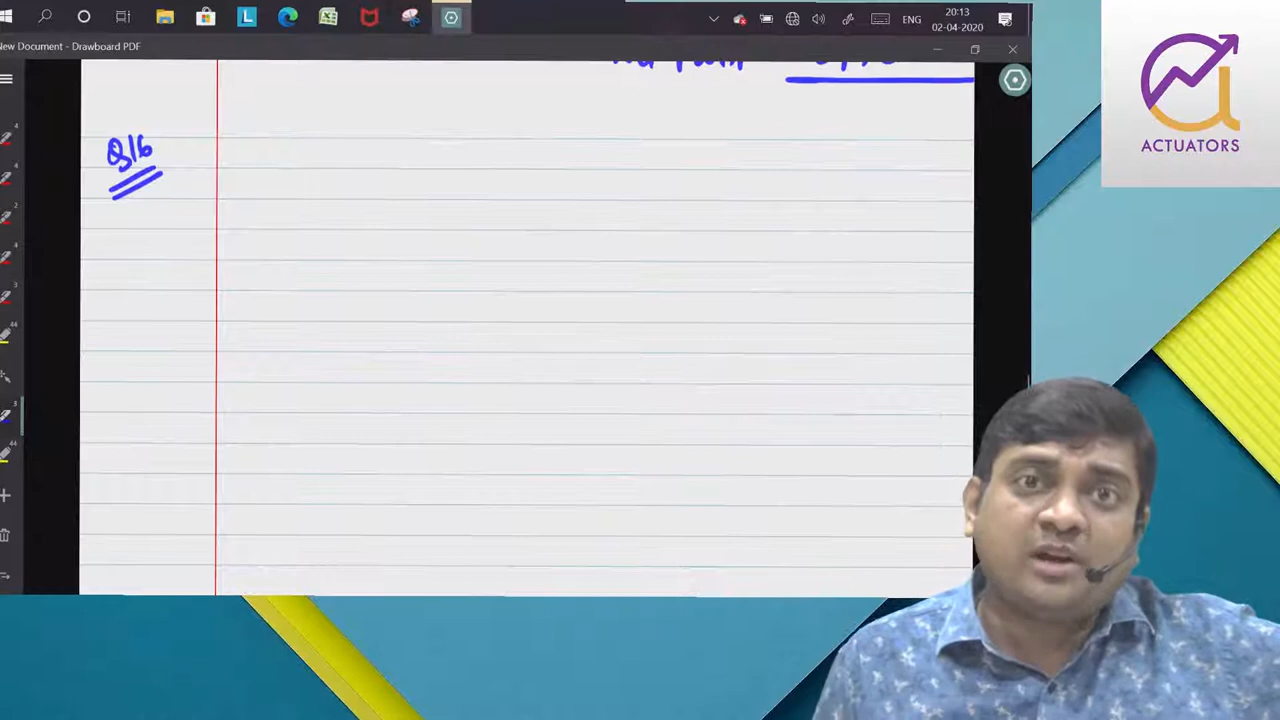 20:13
ENG
02-04-2020
New Document - Drawboard PDF
Q16
ACTUATORS